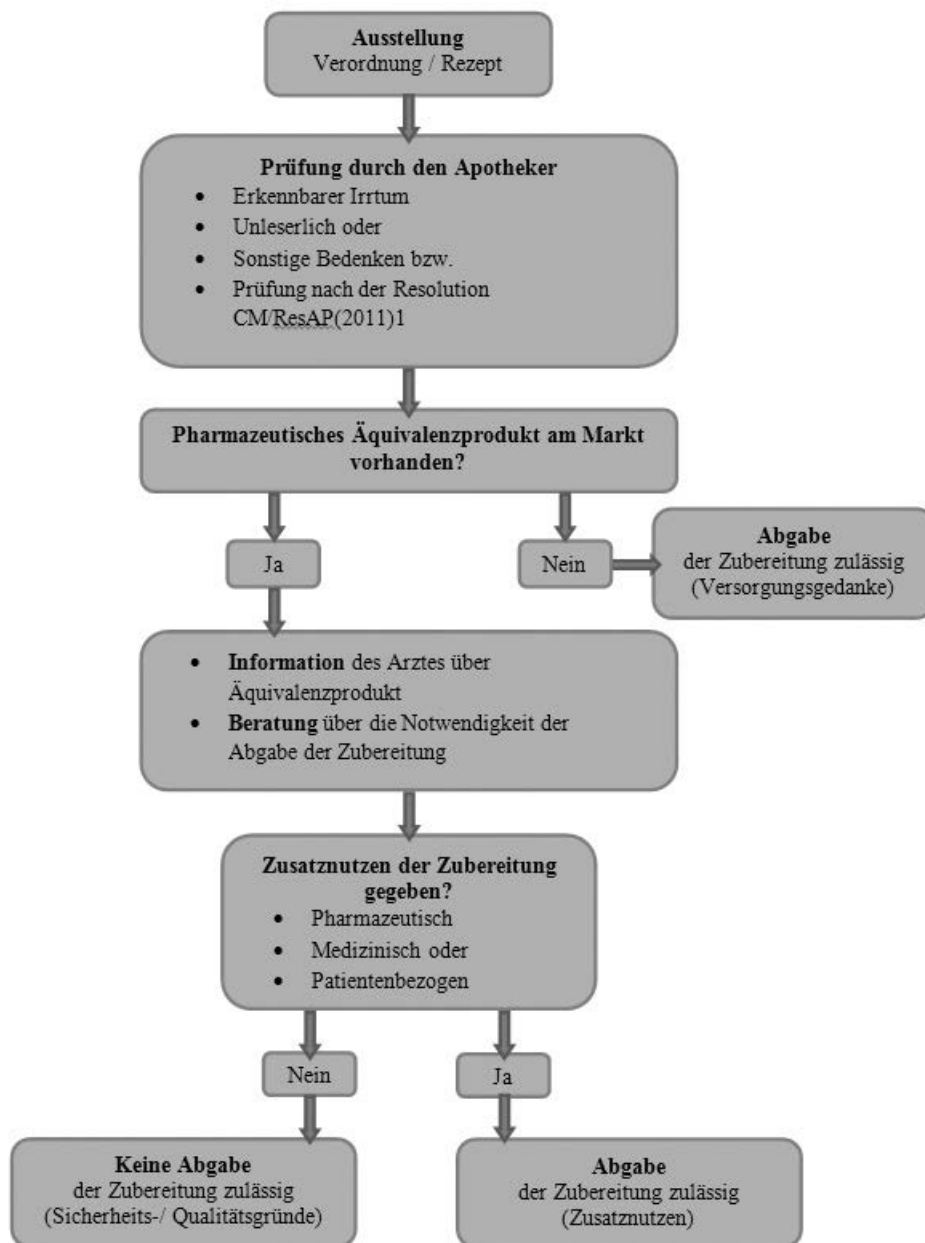 Ausstellung
Verordnung / Rezept
Prüfung durch den Apotheker
• Erkennbarer Irrtum
• Unleserlich oder
• Sonstige Bedenken bzw.
• Prüfung nach der Resolution
CM/ResAP(2011)1
Pharmazeutisches Äquivalenzprodukt am Markt
vorhanden?
Ja
Nein
Abgabe
der Zubereitung zulässig
(Versorgungsgedanke)
• Information des Arztes über
Äquivalenzprodukt
• Beratung über die Notwendigkeit der
Abgabe der Zubereitung
Zusatznutzen der Zubereitung
gegeben?
• Pharmazeutisch
• Medizinisch oder
• Patientenbezogen
Nein
Ja
Keine Abgabe
der Zubereitung zulässig
(Sicherheits-/ Qualitätsgründe)
Abgabe
der Zubereitung zulässig
(Zusatznutzen)